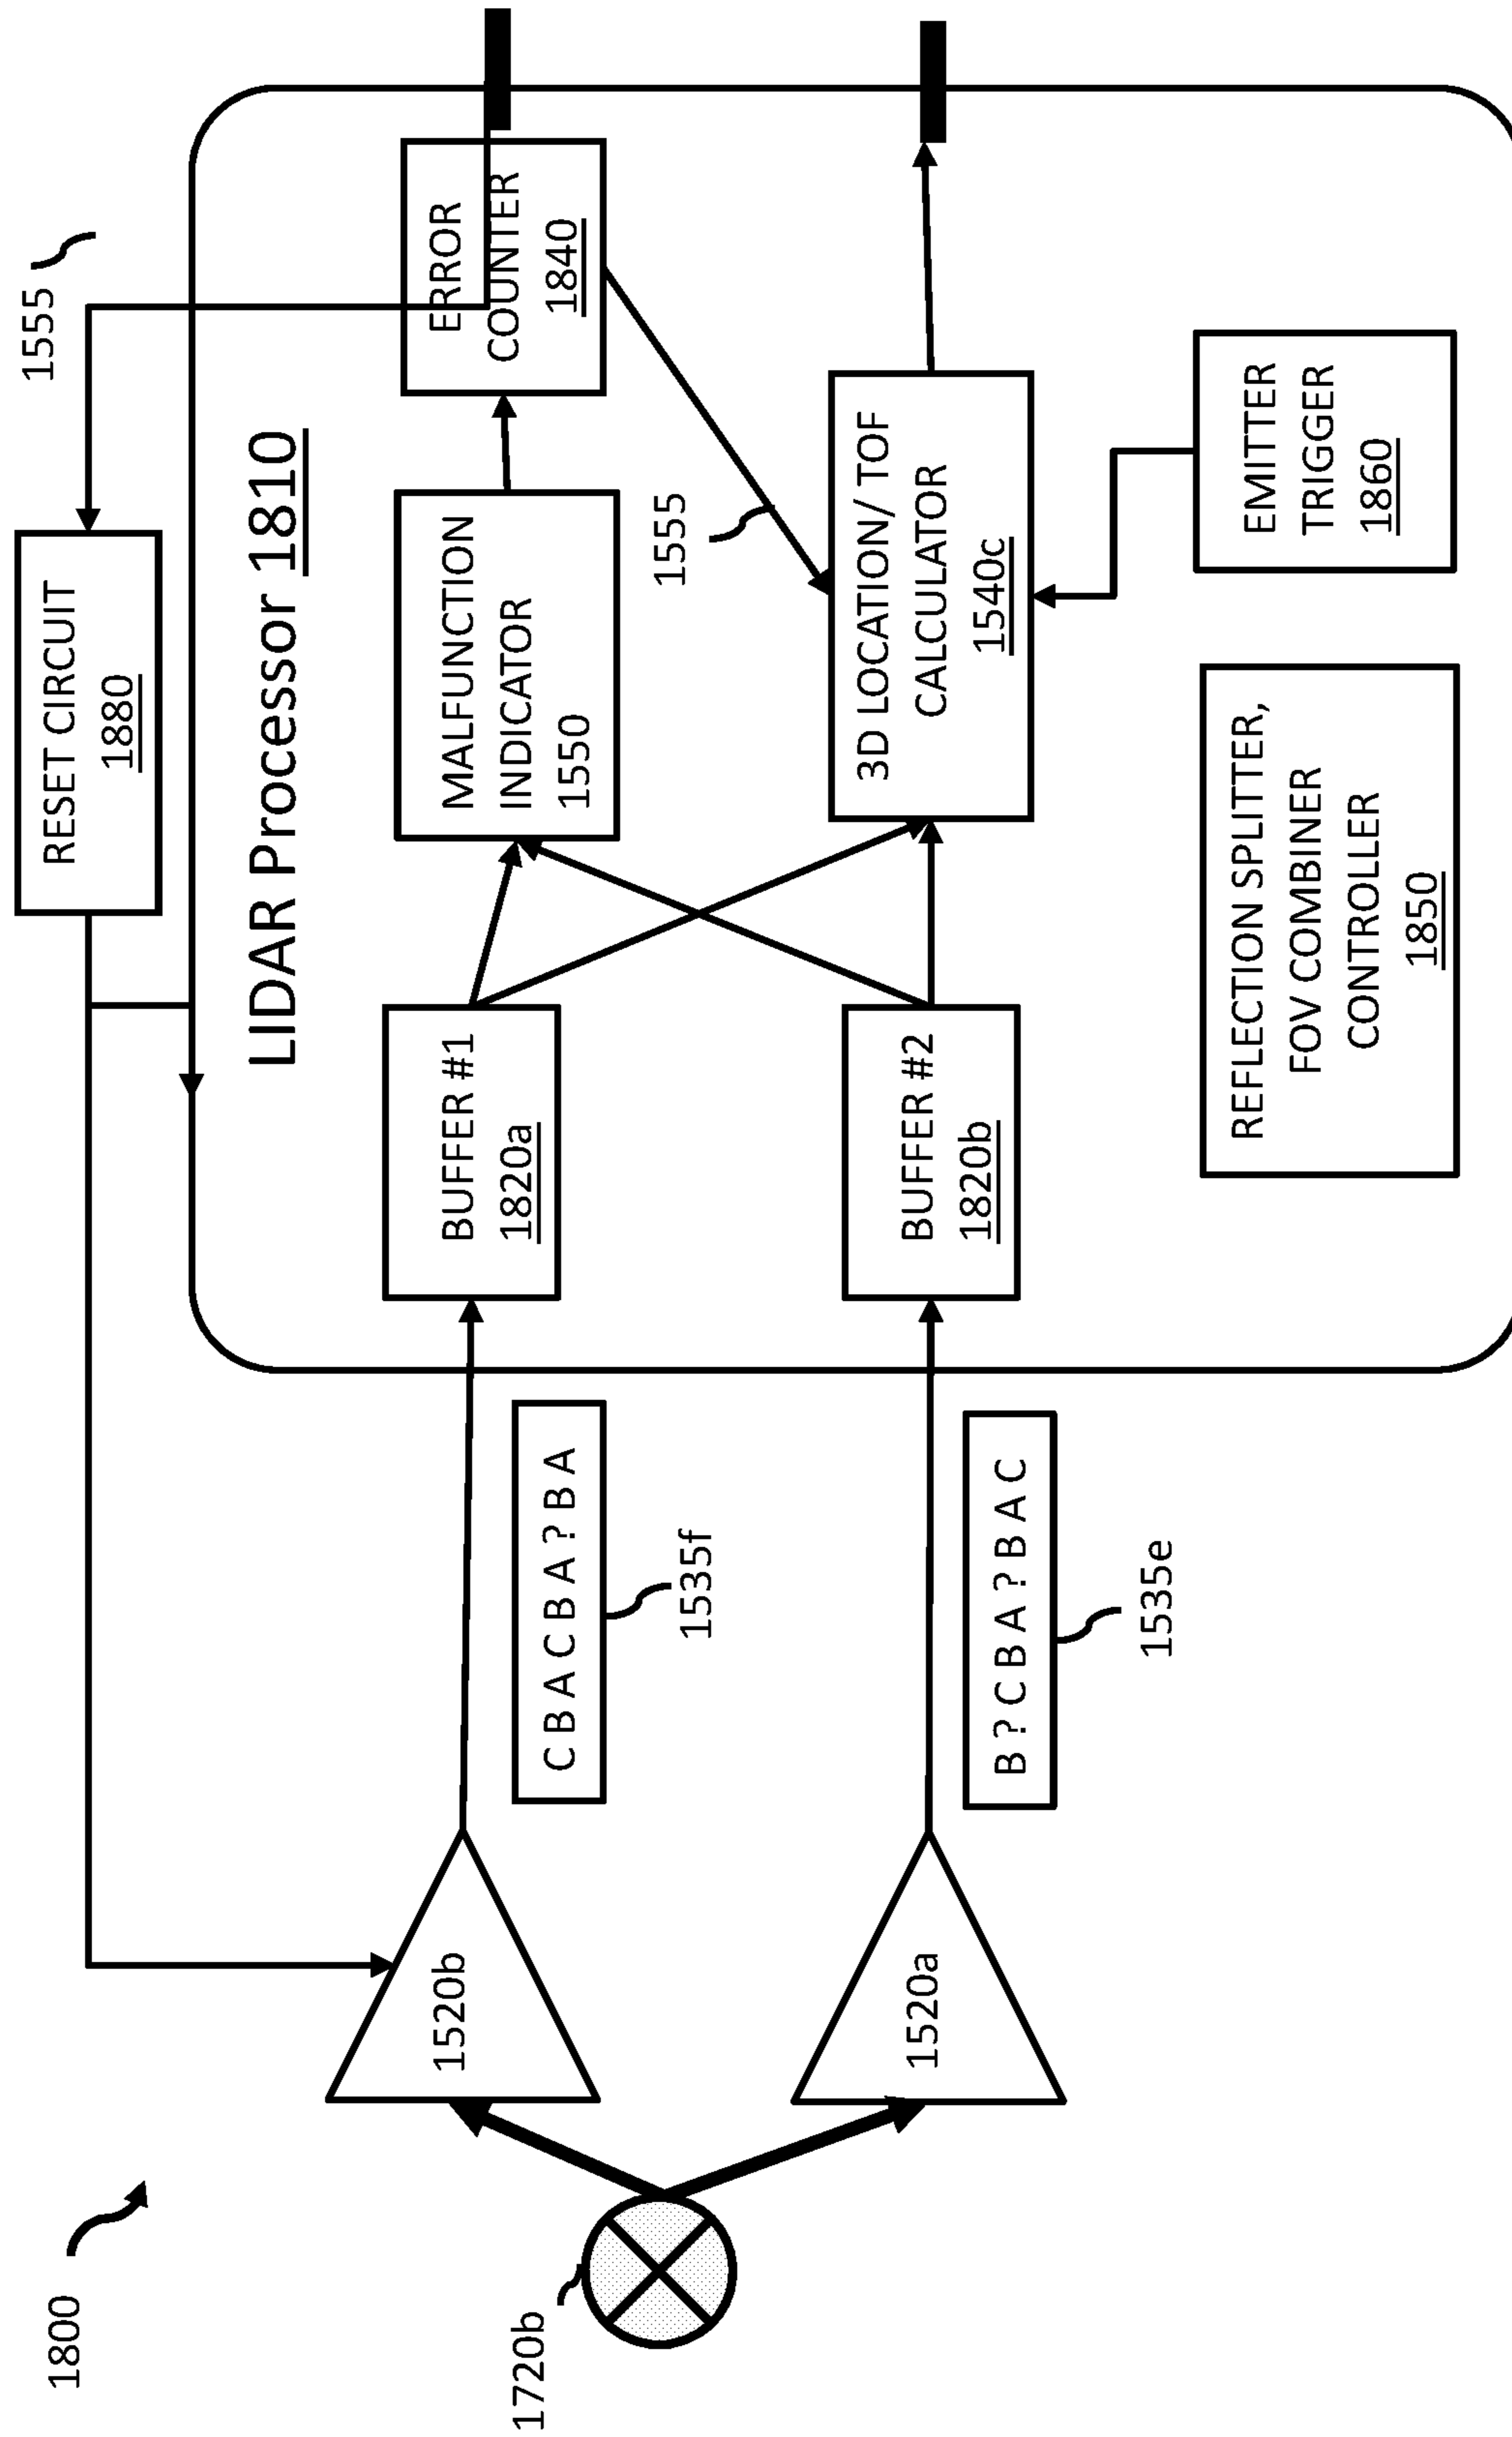 1800
1555
RESET CIRCUIT
1880
LIDAR Processor 1810
1720b
1520b
1520a
C B A C B A ? B A
1535f
B ? C B A ? B A C
1535e
BUFFER #1
1820a
BUFFER #2
1820b
MALFUNCTION
INDICATOR
1550
ERROR
COUNTER
1840
1555
3D LOCATION/ TOF
CALCULATOR
1540c
REFLECTION SPLITTER,
FOV COMBINER
CONTROLLER
1850
EMITTER
TRIGGER
1860